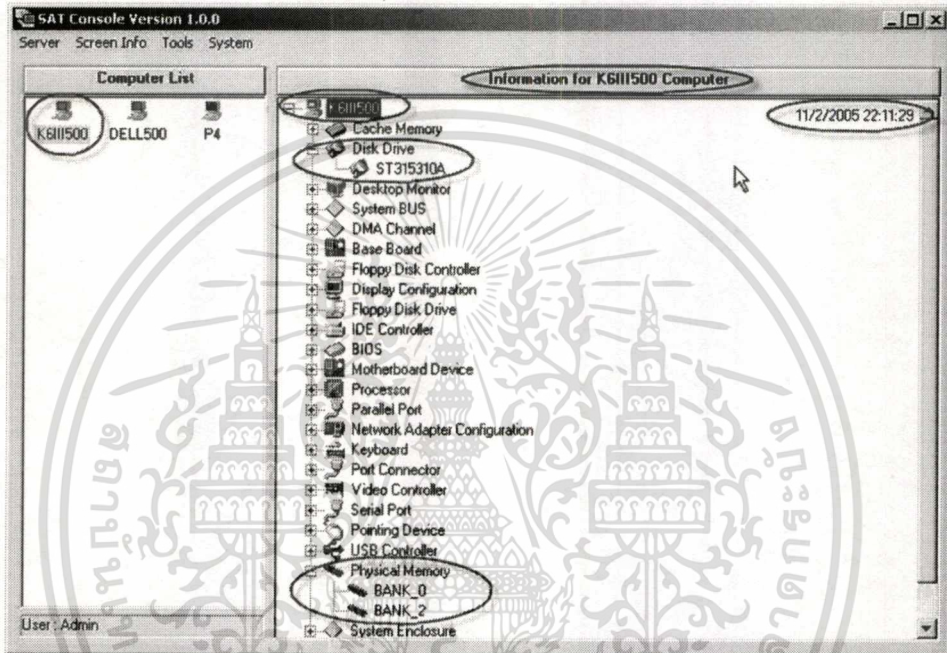 SAT Console Version 1.0.0
Server Screen Info Tools System
Computer List
Information for K6III500 Computer
K6III500 DELL500 P4
K6III500
11/2/2005 22:11:29
Cache Memory
Disk Drive
ST315310A
Desktop Monitor
System BUS
DMA Channel
Base Board
Floppy Disk Controller
Display Configuration
Floppy Disk Drive
IDE Controller
BIOS
Motherboard Device
Processor
Parallel Port
Network Adapter Configuration
Keyboard
Port Connector
Video Controller
Serial Port
Pointing Device
USB Controller
Physical Memory
BANK_0
BANK_2
System Enclosure
User : Admin